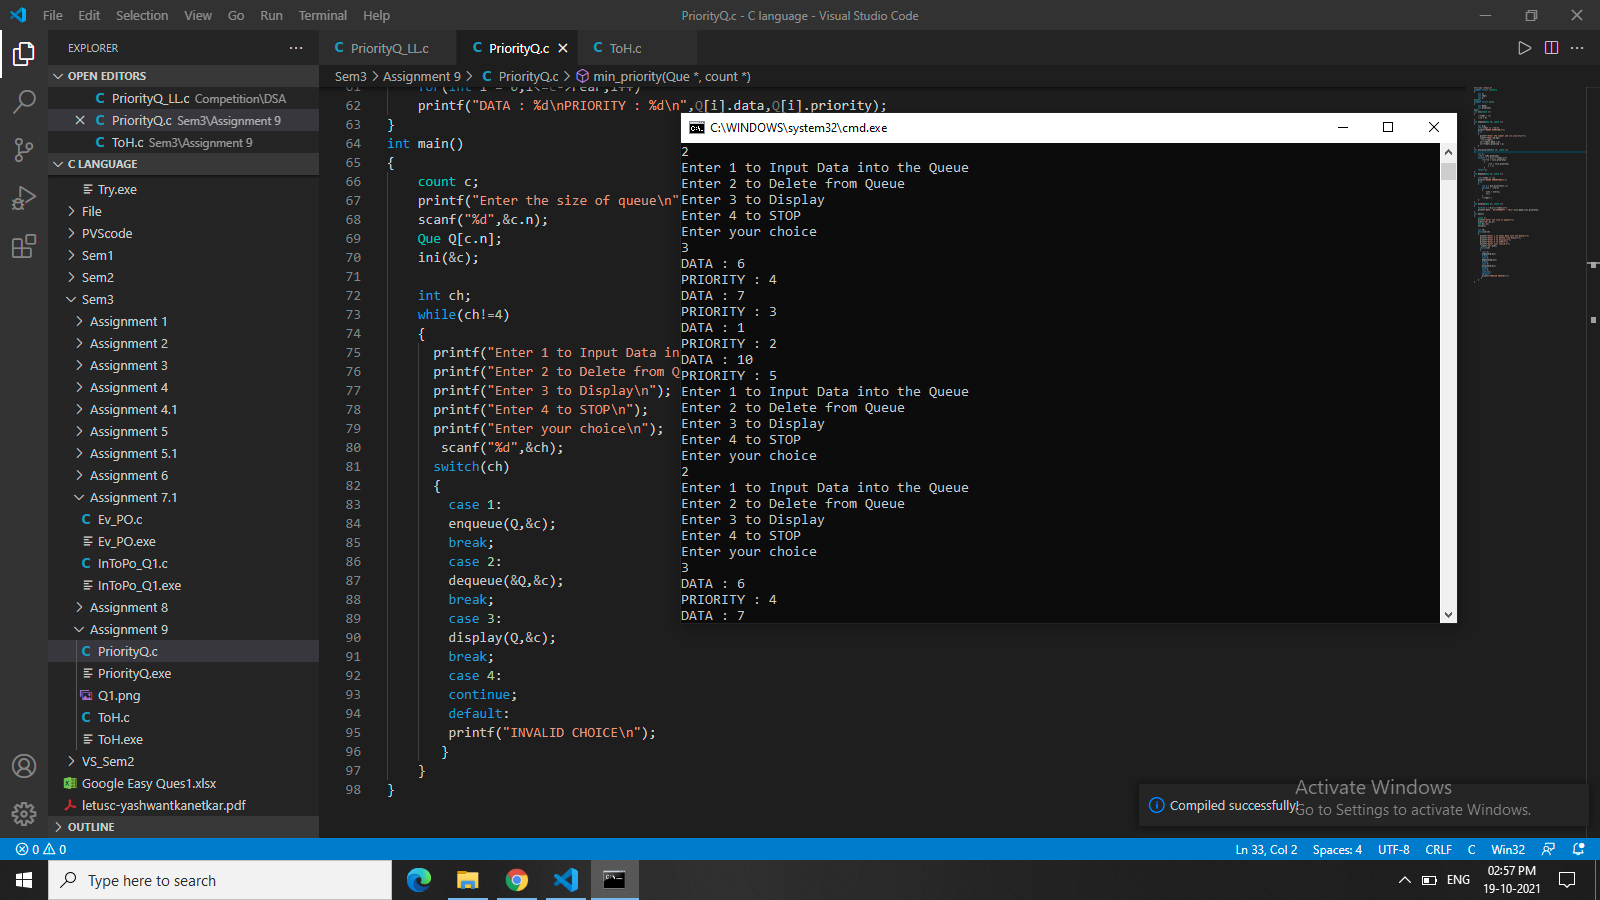 File Edit Selection View Go Run Terminal Help
PriorityQ.c - C language - Visual Studio Code
EXPLORER
OPEN EDITORS
PriorityQ_LL.c Competition\DSA
PriorityQ.c Sem3\Assignment 9
ToH.c Sem3\Assignment 9
C LANGUAGE
Try.exe
File
PVScode
Sem1
Sem2
Sem3
Assignment 1
Assignment 2
Assignment 3
Assignment 4
Assignment 4.1
Assignment 5
Assignment 5.1
Assignment 6
Assignment 7.1
Ev_PO.c
Ev_PO.exe
InToPo_Q1.c
InToPo_Q1.exe
Assignment 8
Assignment 9
PriorityQ.c
PriorityQ.exe
Q1.png
ToH.c
ToH.exe
VS_Sem2
Google Easy Ques1.xlsx
letusc-yashwantkanetkar.pdf
OUTLINE
PriorityQ_LL.c PriorityQ.c ToH.c
Sem3 > Assignment 9 > C PriorityQ.c > min_priority(Que *, count *)
61 for(int i = 0;i<=c->rear;i++)
62 printf("DATA : %d\nPRIORITY : %d\n",Q[i].data,Q[i].priority);
63 }
64 int main()
65 {
66 count c;
67 printf("Enter the size of queue\n"
68 scanf("%d",&c.n);
69 Que Q[c.n];
70 ini(&c);
71
72 int ch;
73 while(ch!=4)
74 {
75 printf("Enter 1 to Input Data in
76 printf("Enter 2 to Delete from Q
77 printf("Enter 3 to Display\n");
78 printf("Enter 4 to STOP\n");
79 printf("Enter your choice\n");
80 scanf("%d",&ch);
81 switch(ch)
82 {
83 case 1:
84 enqueue(Q,&c);
85 break;
86 case 2:
87 dequeue(&Q,&c);
88 break;
89 case 3:
90 display(Q,&c);
91 break;
92 case 4:
93 continue;
94 default:
95 printf("INVALID CHOICE\n");
96 }
97 }
98 }
C:\WINDOWS\system32\cmd.exe
2
Enter 1 to Input Data into the Queue
Enter 2 to Delete from Queue
Enter 3 to Display
Enter 4 to STOP
Enter your choice
3
DATA : 6
PRIORITY : 4
DATA : 7
PRIORITY : 3
DATA : 1
PRIORITY : 2
DATA : 10
PRIORITY : 5
Enter 1 to Input Data into the Queue
Enter 2 to Delete from Queue
Enter 3 to Display
Enter 4 to STOP
Enter your choice
2
Enter 1 to Input Data into the Queue
Enter 2 to Delete from Queue
Enter 3 to Display
Enter 4 to STOP
Enter your choice
3
DATA : 6
PRIORITY : 4
DATA : 7
Compiled successfully!
Activate Windows
Go to Settings to activate Windows.
0 0
Ln 33, Col 2 Spaces: 4 UTF-8 CRLF C Win32
Type here to search
ENG
02:57 PM
19-10-2021